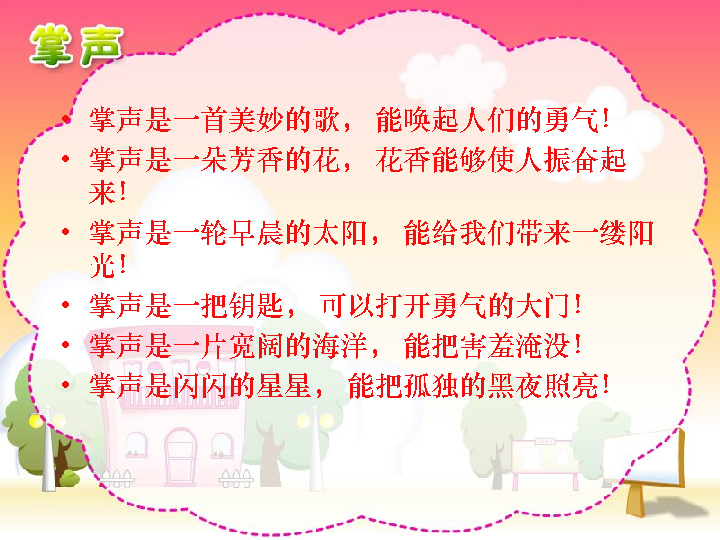 掌声
• 掌声是一首美妙的歌， 能唤起人们的勇气！
• 掌声是一朵芳香的花， 花香能够使人振奋起
来！
• 掌声是一轮早晨的太阳， 能给我们带来一缕阳
光！
• 掌声是一把钥匙， 可以打开勇气的大门！
• 掌声是一片宽阔的海洋， 能把害羞淹没！
• 掌声是闪闪的星星， 能把孤独的黑夜照亮！